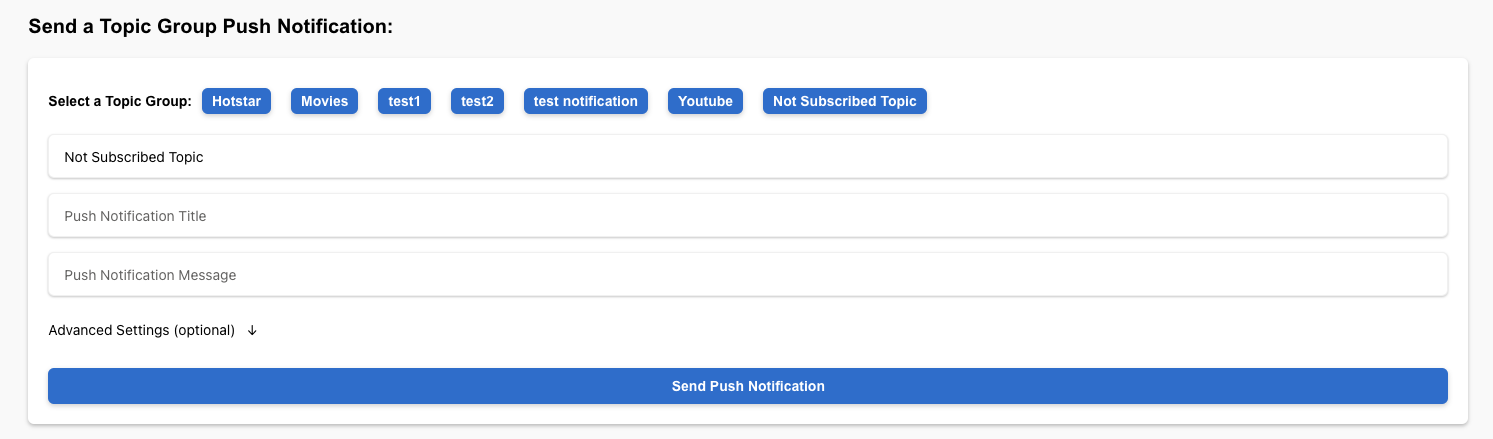 Send a Topic Group Push Notification:
Select a Topic Group: Hotstar Movies test1 test2 test notification Youtube Not Subscribed Topic
Not Subscribed Topic
Push Notification Title
Push Notification Message
Advanced Settings (optional) ↓
Send Push Notification